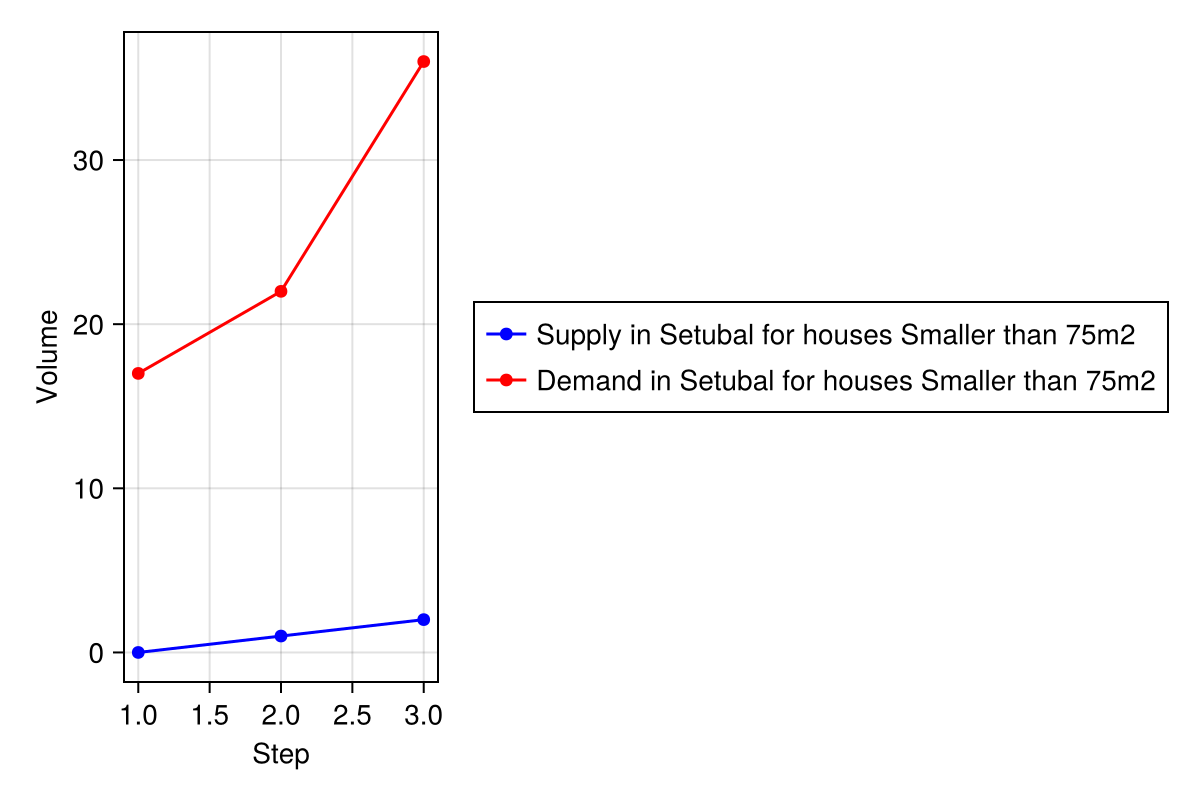 Volume
30
20
10
0
1.0 1.5 2.0 2.5 3.0
Step
Supply in Setubal for houses Smaller than 75m2
Demand in Setubal for houses Smaller than 75m2